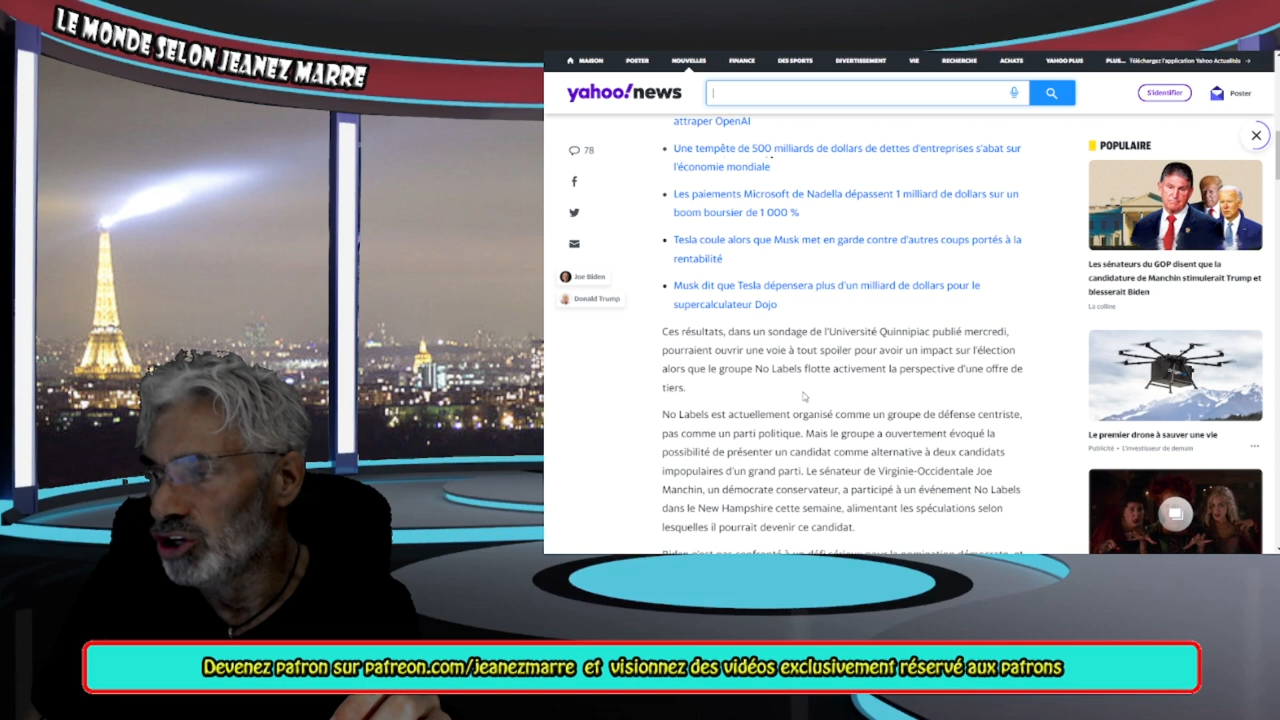 LE MONDE SELON JEANEZ MARRE
MAISON POSTER NOUVELLES FINANCE DES SPORTS DIVERTISSEMENT VIE RECHERCHE ACHATS YAHOO PLUS PLUS... Téléchargez l'application Yahoo Actualités →
yahoo!news
S'identifier
Poster
78
Joe Biden
Donald Trump
attraper OpenAI
• Une tempête de 500 milliards de dollars de dettes d'entreprises s'abat sur
l'économie mondiale
• Les paiements Microsoft de Nadella dépassent 1 milliard de dollars sur un
boom boursier de 1 000 %
• Tesla coule alors que Musk met en garde contre d'autres coups portés à la
rentabilité
• Musk dit que Tesla dépensera plus d'un milliard de dollars pour le
supercalculateur Dojo
Ces résultats, dans un sondage de l'Université Quinnipiac publié mercredi,
pourraient ouvrir une voie à tout spoiler pour avoir un impact sur l'élection
alors que le groupe No Labels flotte activement la perspective d'une offre de
tiers.
No Labels est actuellement organisé comme un groupe de défense centriste,
pas comme un parti politique. Mais le groupe a ouvertement évoqué la
possibilité de présenter un candidat comme alternative à deux candidats
impopulaires d'un grand parti. Le sénateur de Virginie-Occidentale Joe
Manchin, un démocrate conservateur, a participé à un événement No Labels
dans le New Hampshire cette semaine, alimentant les spéculations selon
lesquelles il pourrait devenir ce candidat.
POPULAIRE
Les sénateurs du GOP disent que la
candidature de Manchin stimulerait Trump et
blesserait Biden
La colline
Le premier drone à sauver une vie
Publicité • L'investisseur de demain
Devenez patron sur patreon.com/jeanezmarre et visionnez des vidéos exclusivement réservé aux patrons